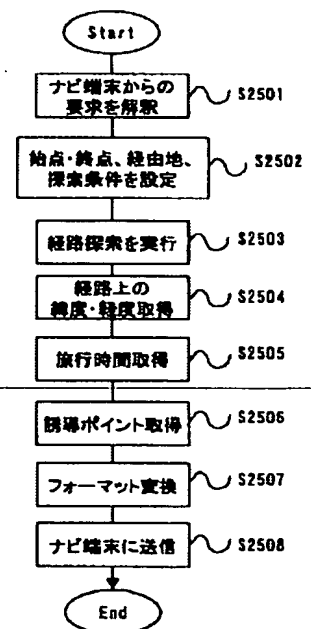 Start
ナビ端末からの
要求を解釈
S2501
始点・終点、経由地、
探索条件を設定
S2502
経路探索を実行
S2503
経路上の
緯度・経度取得
S2504
旅行時間取得
S2505
誘導ポイント取得
S2506
フォーマット変換
S2507
ナビ端末に送信
S2508
End